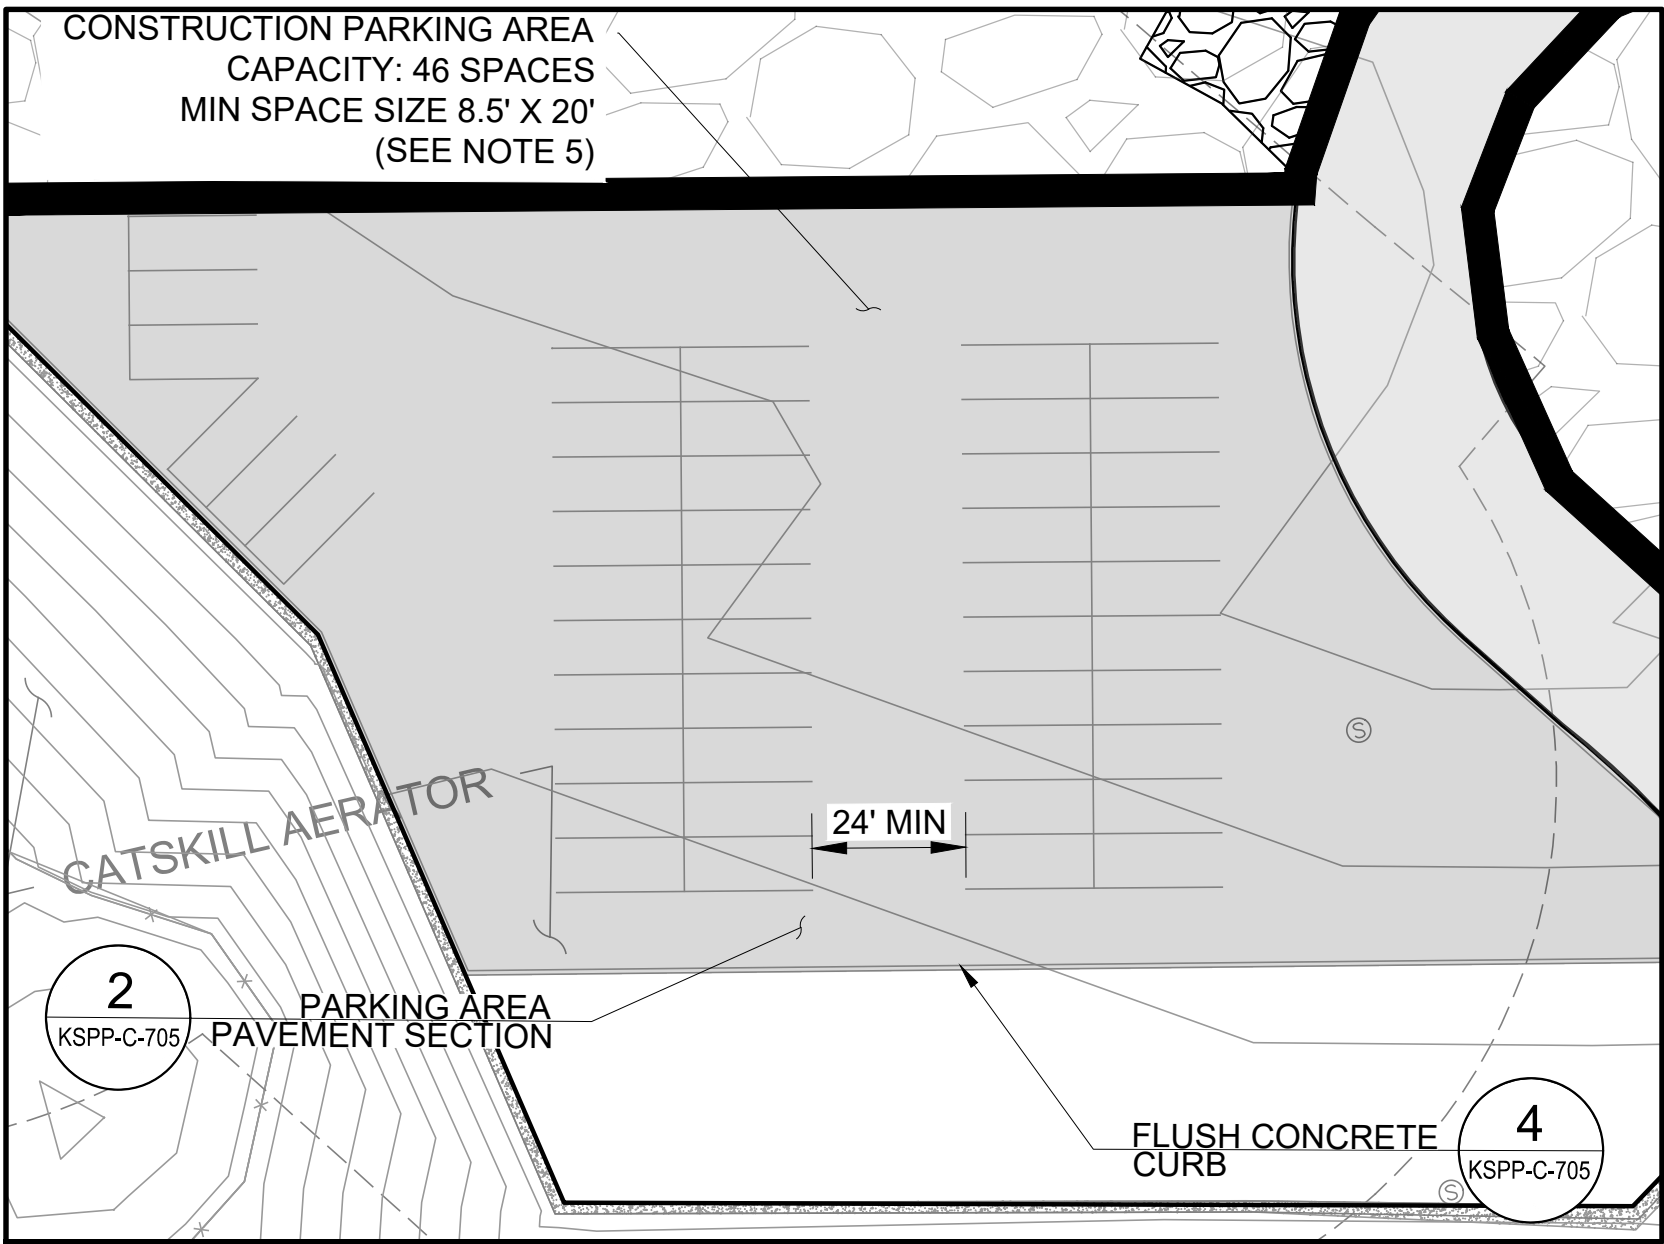 CONSTRUCTION PARKING AREA
CAPACITY: 46 SPACES
MIN SPACE SIZE 8.5' X 20'
(SEE NOTE 5)
S
CATSKILL AERATOR
24' MIN
2
KSPP-C-705
PARKING AREA
PAVEMENT SECTION
FLUSH CONCRETE
CURB
4
KSPP-C-705
S